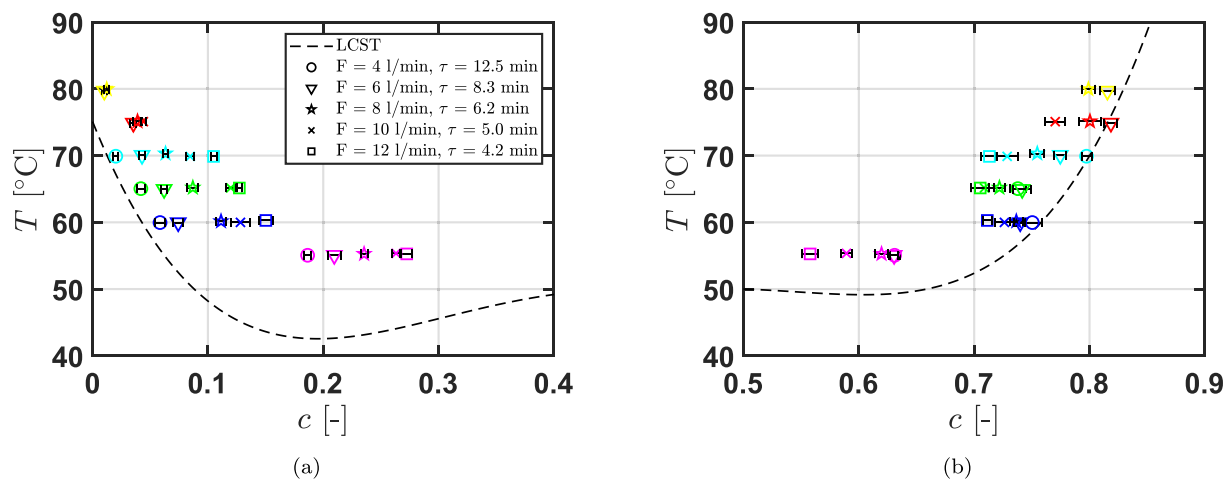 90
80
70
60
50
40
T [°C]
0
0.1
0.2
0.3
0.4
c [-]
LCST
F = 4 l/min, τ = 12.5 min
F = 6 l/min, τ = 8.3 min
F = 8 l/min, τ = 6.2 min
F = 10 l/min, τ = 5.0 min
F = 12 l/min, τ = 4.2 min
(a)
90
80
70
60
50
40
T [°C]
0.5
0.6
0.7
0.8
0.9
c [-]
(b)